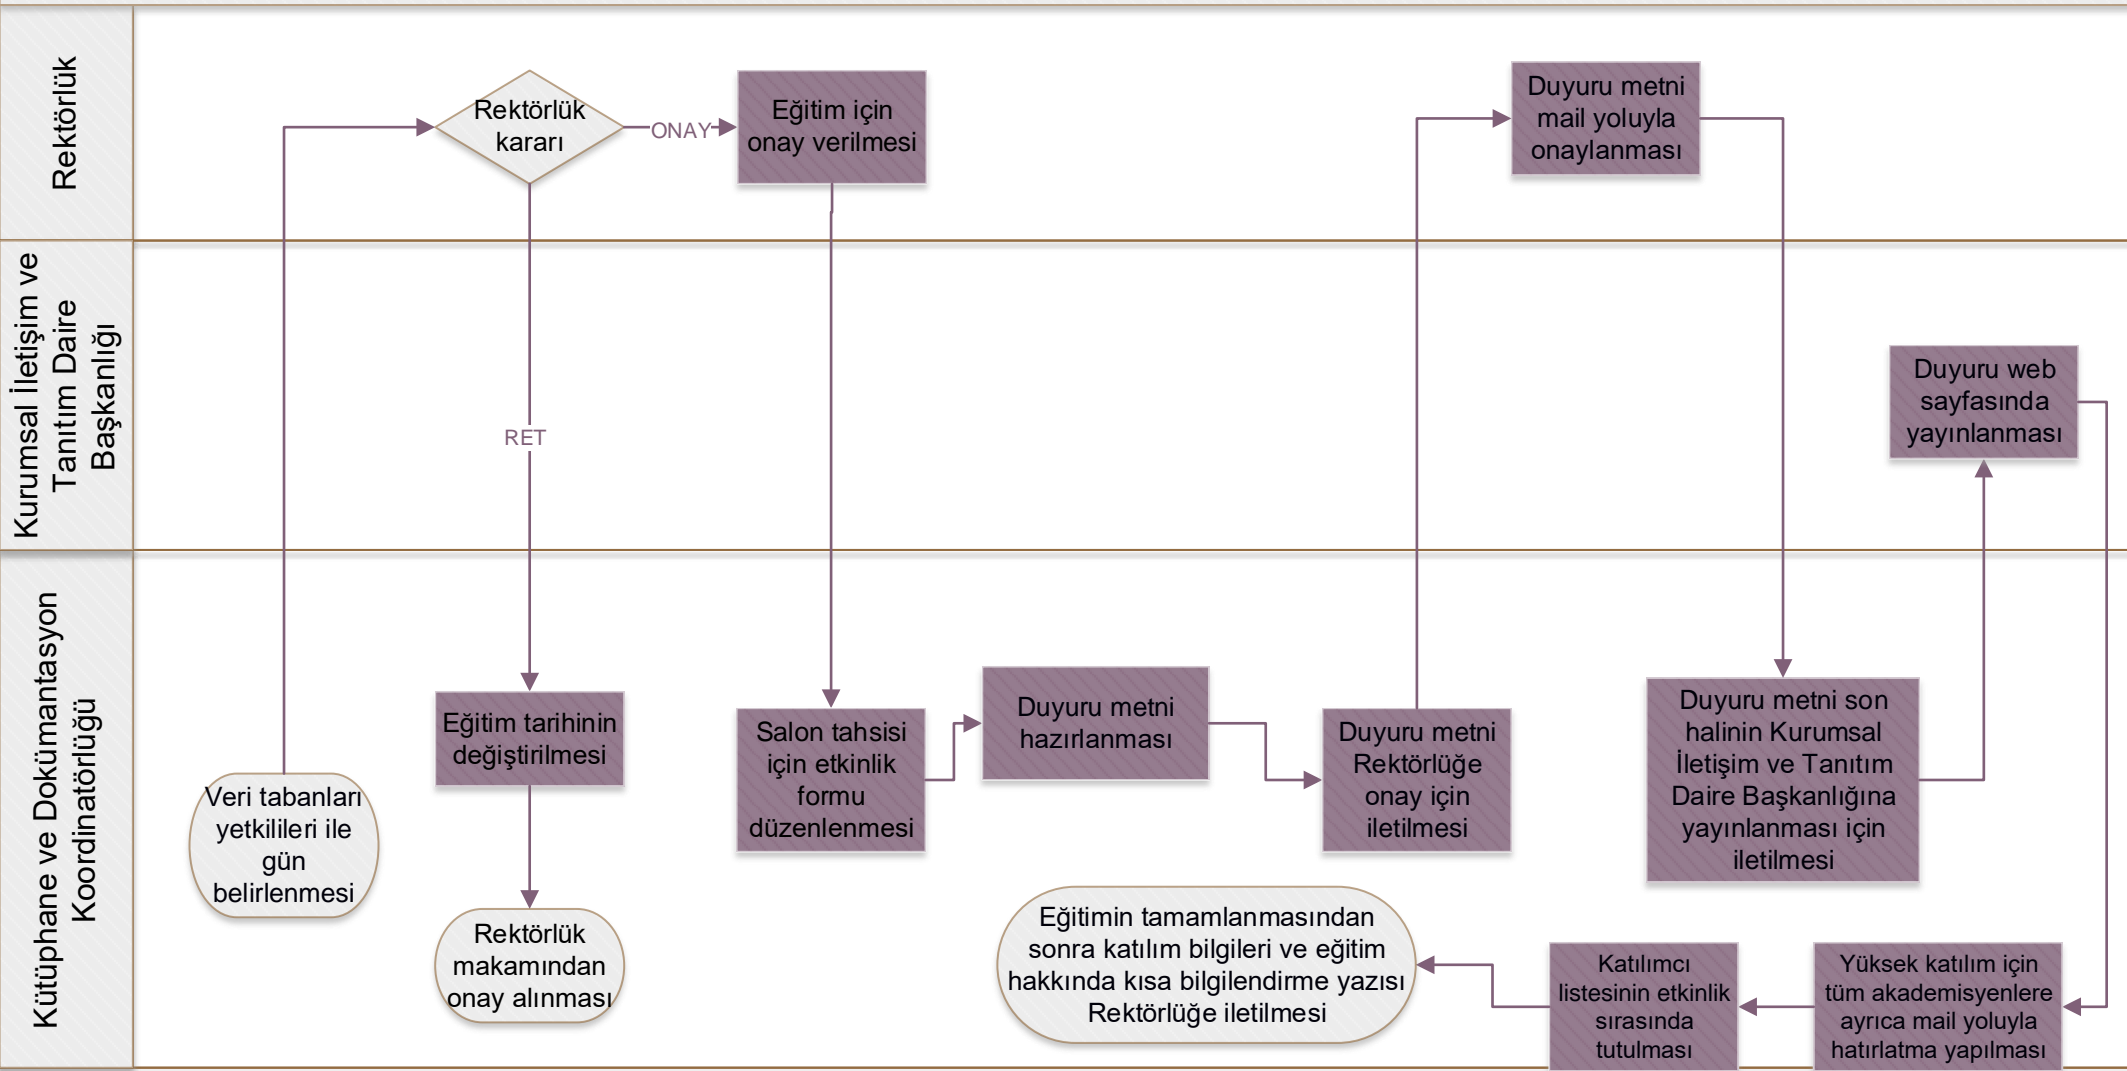 Rektörlük
Rektörlük
kararı
ONAY
Eğitim için
onay verilmesi
Duyuru metni
mail yoluyla
onaylanması
Kurumsal İletişim ve
Tanıtım Daire
Başkanlığı
RET
Duyuru web
sayfasında
yayınlanması
Kütüphane ve Dokümantasyon
Koordinatörlüğü
Veri tabanları
yetkilileri ile
gün
belirlenmesi
Eğitim tarihinin
değiştirilmesi
Rektörlük
makamından
onay alınması
Salon tahsisi
için etkinlik
formu
düzenlenmesi
Duyuru metni
hazırlanması
Duyuru metni
Rektörlüğe
onay için
iletilmesi
Duyuru metni son
halinin Kurumsal
İletişim ve Tanıtım
Daire Başkanlığına
yayınlanması için
iletilmesi
Eğitimin tamamlanmasından
sonra katılım bilgileri ve eğitim
hakkında kısa bilgilendirme yazısı
Rektörlüğe iletilmesi
Katılımcı
listesinin etkinlik
sırasında
tutulması
Yüksek katılım için
tüm akademisyenlere
ayrıca mail yoluyla
hatırlatma yapılması